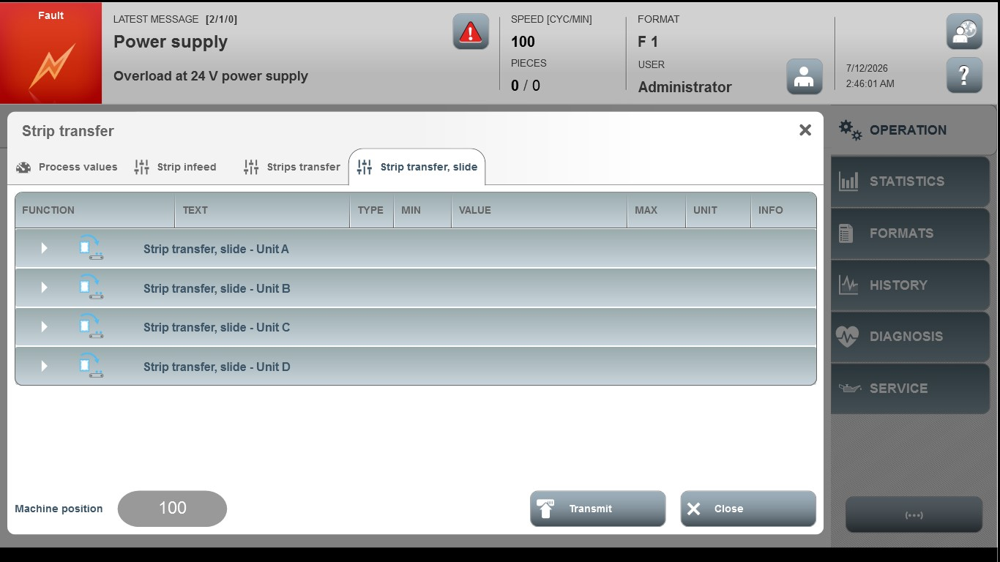 Fault
LATEST MESSAGE [2/1/0]
Power supply
Overload at 24 V power supply
SPEED [CYC/MIN]
100
PIECES
0 / 0
FORMAT
F 1
USER
Administrator
7/12/2026
2:46:01 AM
?
Strip transfer
Process values
Strip infeed
Strips transfer
Strip transfer, slide
FUNCTION TEXT TYPE MIN VALUE MAX UNIT INFO
Strip transfer, slide - Unit A
Strip transfer, slide - Unit B
Strip transfer, slide - Unit C
Strip transfer, slide - Unit D
Machine position 100
Transmit
Close
OPERATION
STATISTICS
FORMATS
HISTORY
DIAGNOSIS
SERVICE
(•••)